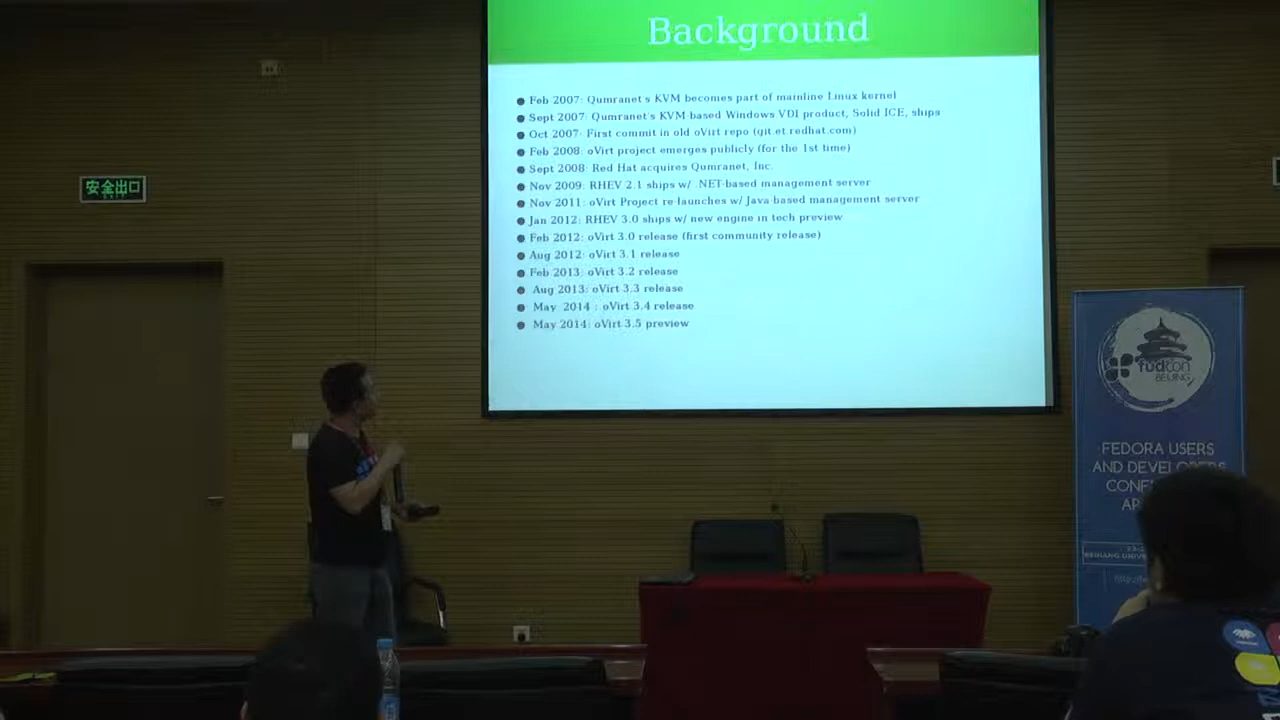 Background
Feb 2007: Qumranet's KVM becomes part of mainline Linux kernel
Sept 2007: Qumranet's KVM-based Windows VDI product, Solid ICE, ships
Oct 2007: First commit in old oVirt repo (git.et.redhat.com)
Feb 2008: oVirt project emerges publicly (for the 1st time)
Sept 2008: Red Hat acquires Qumranet, Inc.
Nov 2009: RHEV 2.1 ships w/ .NET-based management server
Nov 2011: oVirt Project re-launches w/ Java-based management server
Jan 2012: RHEV 3.0 ships w/ new engine in tech preview
Feb 2012: oVirt 3.0 release (first community release)
Aug 2012: oVirt 3.1 release
Feb 2013: oVirt 3.2 release
Aug 2013: oVirt 3.3 release
May 2014 : oVirt 3.4 release
May 2014: oVirt 3.5 preview
安全出口
fudcon
BEIJING
FEDORA USERS
AND DEVELOPERS